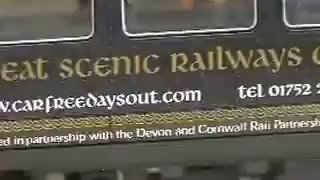 eat Scenic Railways
w.carfreedaysout.com tel 01752
ed in partnership with the Devon and Cornwall Rail Partnership